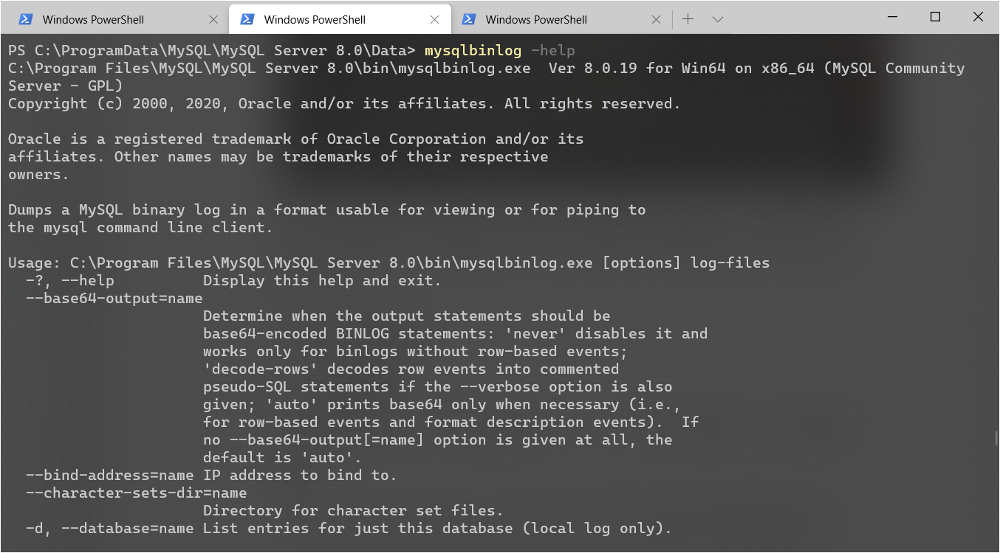 Windows PowerShell
Windows PowerShell
Windows PowerShell
PS C:\ProgramData\MySQL\MySQL Server 8.0\Data> mysqlbinlog -help
C:\Program Files\MySQL\MySQL Server 8.0\bin\mysqlbinlog.exe  Ver 8.0.19 for Win64 on x86_64 (MySQL Community
Server - GPL)
Copyright (c) 2000, 2020, Oracle and/or its affiliates. All rights reserved.

Oracle is a registered trademark of Oracle Corporation and/or its
affiliates. Other names may be trademarks of their respective
owners.

Dumps a MySQL binary log in a format usable for viewing or for piping to
the mysql command line client.

Usage: C:\Program Files\MySQL\MySQL Server 8.0\bin\mysqlbinlog.exe [options] log-files
  -?, --help          Display this help and exit.
  --base64-output=name
                      Determine when the output statements should be
                      base64-encoded BINLOG statements: 'never' disables it and
                      works only for binlogs without row-based events;
                      'decode-rows' decodes row events into commented
                      pseudo-SQL statements if the --verbose option is also
                      given; 'auto' prints base64 only when necessary (i.e.,
                      for row-based events and format description events).  If
                      no --base64-output[=name] option is given at all, the
                      default is 'auto'.
  --bind-address=name IP address to bind to.
  --character-sets-dir=name
                      Directory for character set files.
  -d, --database=name List entries for just this database (local log only).